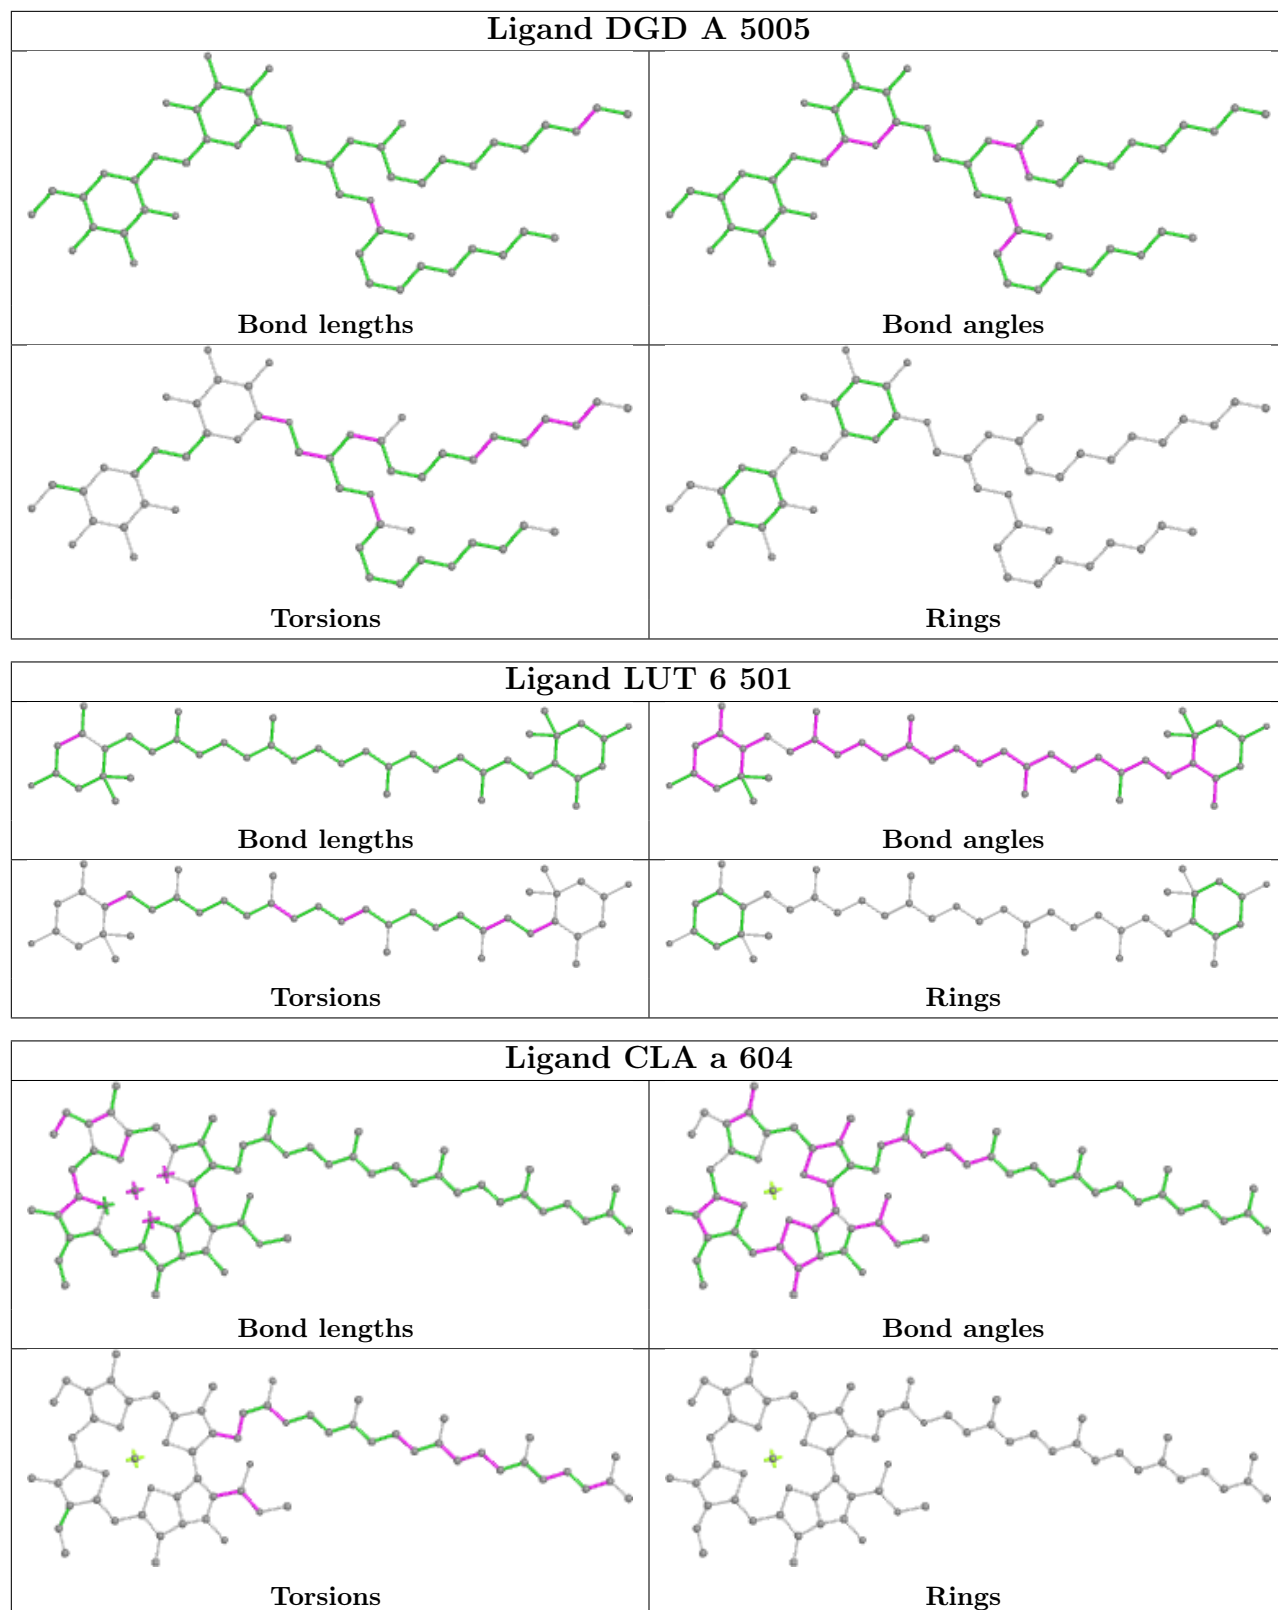 Ligand DGD A 5005
Bond lengths
Bond angles
Torsions
Rings
Ligand LUT 6 501
Bond lengths
Bond angles
Torsions
Rings
Ligand CLA a 604
Bond lengths
Bond angles
Torsions
Rings